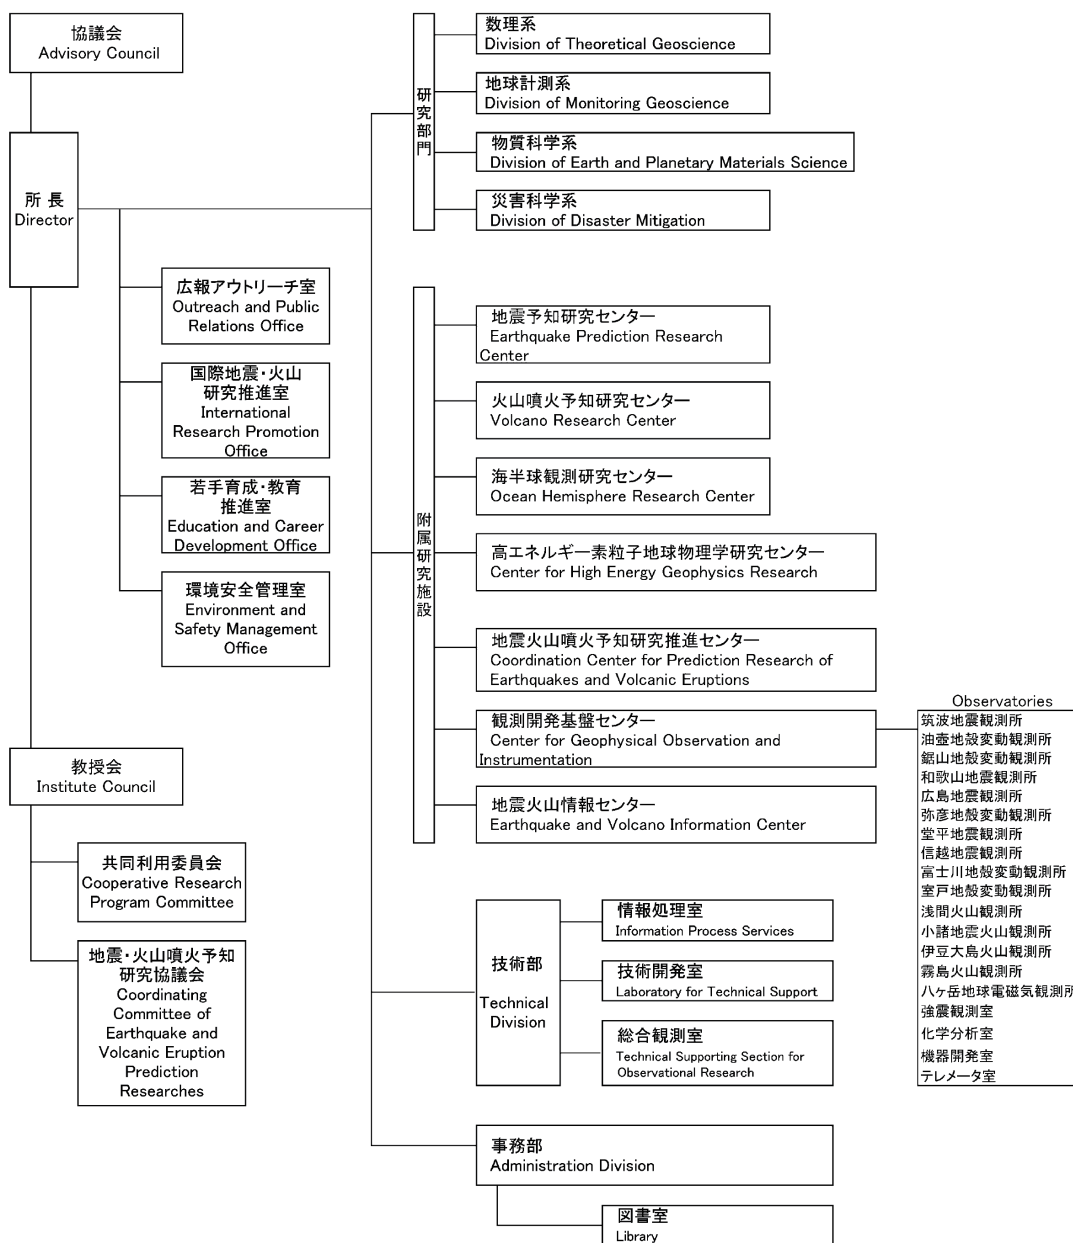 協議会
Advisory Council
所 長
Director
広報アウトリーチ室
Outreach and Public
Relations Office
国際地震・火山
研究推進室
International
Research Promotion
Office
若手育成・教育
推進室
Education and Career
Development Office
環境安全管理室
Environment and
Safety Management
Office
教授会
Institute Council
共同利用委員会
Cooperative Research
Program Committee
地震・火山噴火予知
研究協議会
Coordinating
Committee of
Earthquake and
Volcanic Eruption
Prediction
Researches
研究部門
数理系
Division of Theoretical Geoscience
地球計測系
Division of Monitoring Geoscience
物質科学系
Division of Earth and Planetary Materials Science
災害科学系
Division of Disaster Mitigation
附属研究施設
地震予知研究センター
Earthquake Prediction Research
Center
火山噴火予知研究センター
Volcano Research Center
海半球観測研究センター
Ocean Hemisphere Research Center
高エネルギー素粒子地球物理学研究センター
Center for High Energy Geophysics Research
地震火山噴火予知研究推進センター
Coordination Center for Prediction Research of
Earthquakes and Volcanic Eruptions
観測開発基盤センター
Center for Geophysical Observation and
Instrumentation
地震火山情報センター
Earthquake and Volcano Information Center
Observatories
筑波地震観測所
油壷地殻変動観測所
鋸山地殻変動観測所
和歌山地震観測所
広島地震観測所
弥彦地殻変動観測所
堂平地震観測所
信越地震観測所
富士川地殻変動観測所
室戸地殻変動観測所
浅間火山観測所
小諸地震火山観測所
伊豆大島火山観測所
霧島火山観測所
八ヶ岳地球電磁気観測所
強震観測室
化学分析室
機器開発室
テレメータ室
技術部
Technical
Division
情報処理室
Information Process Services
技術開発室
Laboratory for Technical Support
総合観測室
Technical Supporting Section for
Observational Research
事務部
Administration Division
図書室
Library